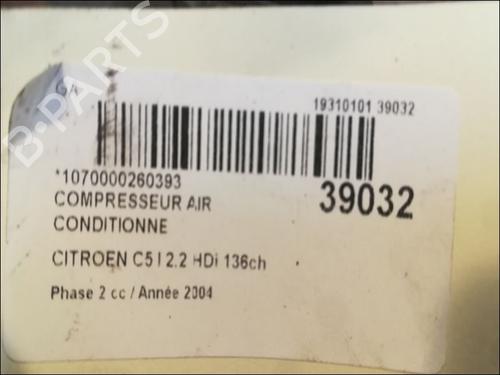 GA
19310101 39032
*1070000260393
39032
COMPRESSEUR AIR
CONDITIONNE
CITROEN C5 I 2.2 HDi 136ch
Phase 2 cc / Année 2004
B-PARTS